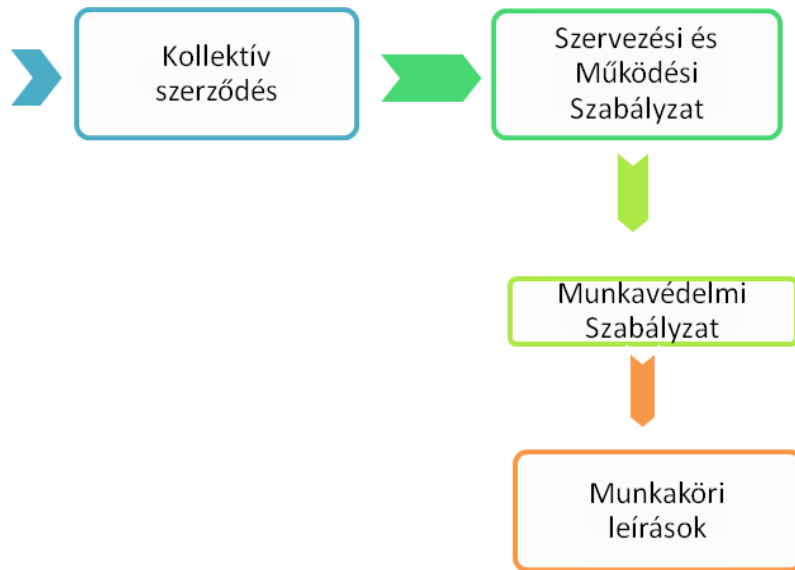 Kollektív
szerződés
Szervezési és
Működési
Szabályzat
Munkavédelmi
Szabályzat
Munkaköri
leírások